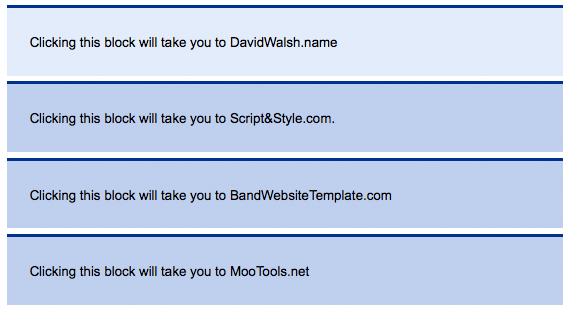 Clicking this block will take you to DavidWalsh.name
Clicking this block will take you to Script&Style.com.
Clicking this block will take you to BandWebsiteTemplate.com
Clicking this block will take you to MooTools.net